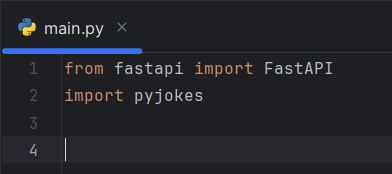 main.py
1 from fastapi import FastAPI
2 import pyjokes
3
4